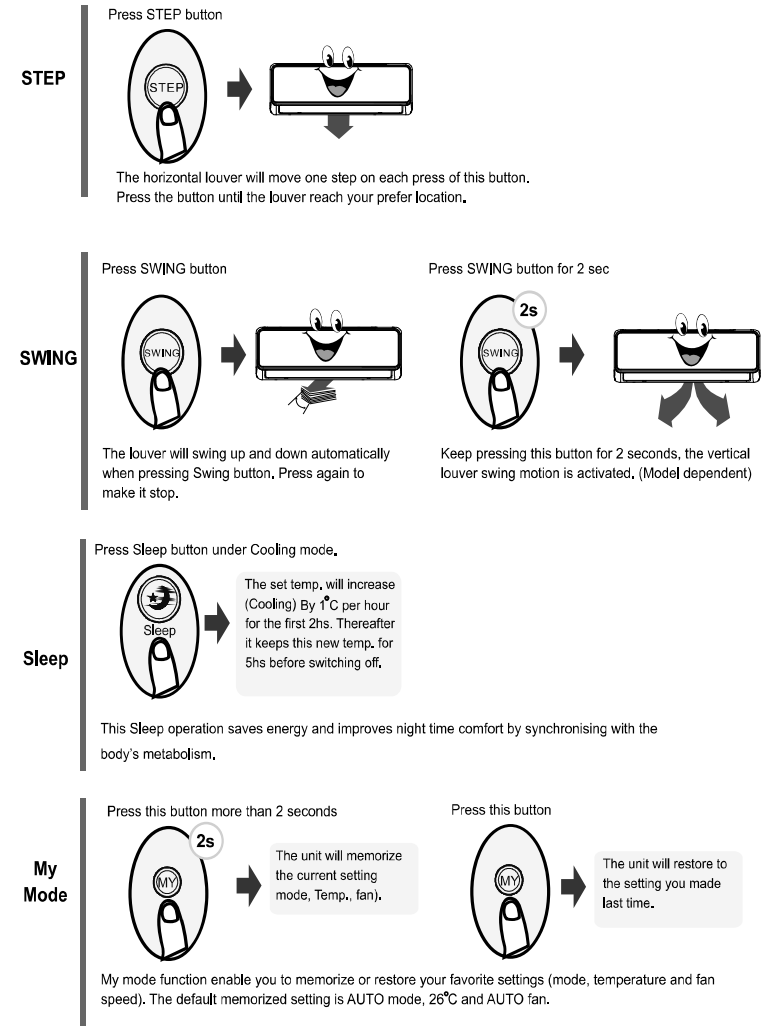 Press STEP button
STEP
STEP
The horizontal louver will move one step on each press of this button.
Press the button until the louver reach your prefer location.
Press SWING button
Press SWING button for 2 sec
SWING
SWING
2s
SWING
The louver will swing up and down automatically
when pressing Swing button. Press again to
make it stop.
Keep pressing this button for 2 seconds, the vertical
louver swing motion is activated. (Model dependent)
Press Sleep button under Cooling mode.
Sleep
Sleep
The set temp. will increase
(Cooling) By 1°C per hour
for the first 2hs. Thereafter
it keeps this new temp. for
5hs before switching off.
This Sleep operation saves energy and improves night time comfort by synchronising with the
body's metabolism.
Press this button more than 2 seconds
Press this button
My
Mode
2s
MY
The unit will memorize
the current setting
mode, Temp., fan).
MY
The unit will restore to
the setting you made
last time.
My mode function enable you to memorize or restore your favorite settings (mode, temperature and fan
speed). The default memorized setting is AUTO mode, 26°C and AUTO fan.